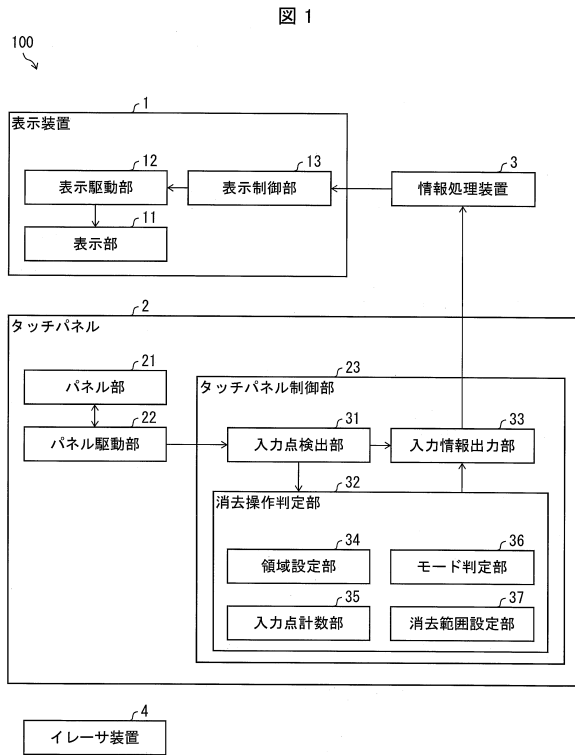 図1
100
1
表示装置
12
表示駆動部
13
表示制御部
3
情報処理装置
11
表示部
2
タッチパネル
21
パネル部
22
パネル駆動部
23
タッチパネル制御部
31
入力点検出部
33
入力情報出力部
32
消去操作判定部
34
領域設定部
36
モード判定部
35
入力点計数部
37
消去範囲設定部
4
イレーサ装置